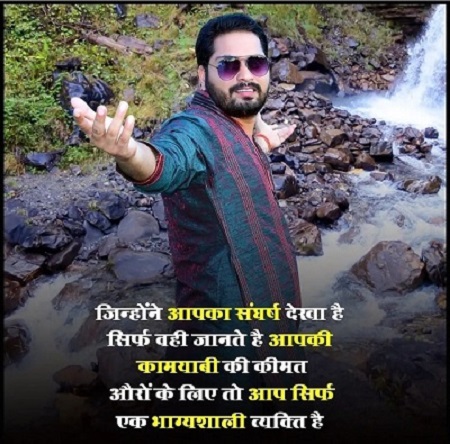 जिन्होंने आपका संघर्ष देखा है
सिर्फ वही जानते है आपकी
कामयाबी की कीमत
औरों के लिए तो आप सिर्फ
एक भाग्यशाली व्यक्ति है